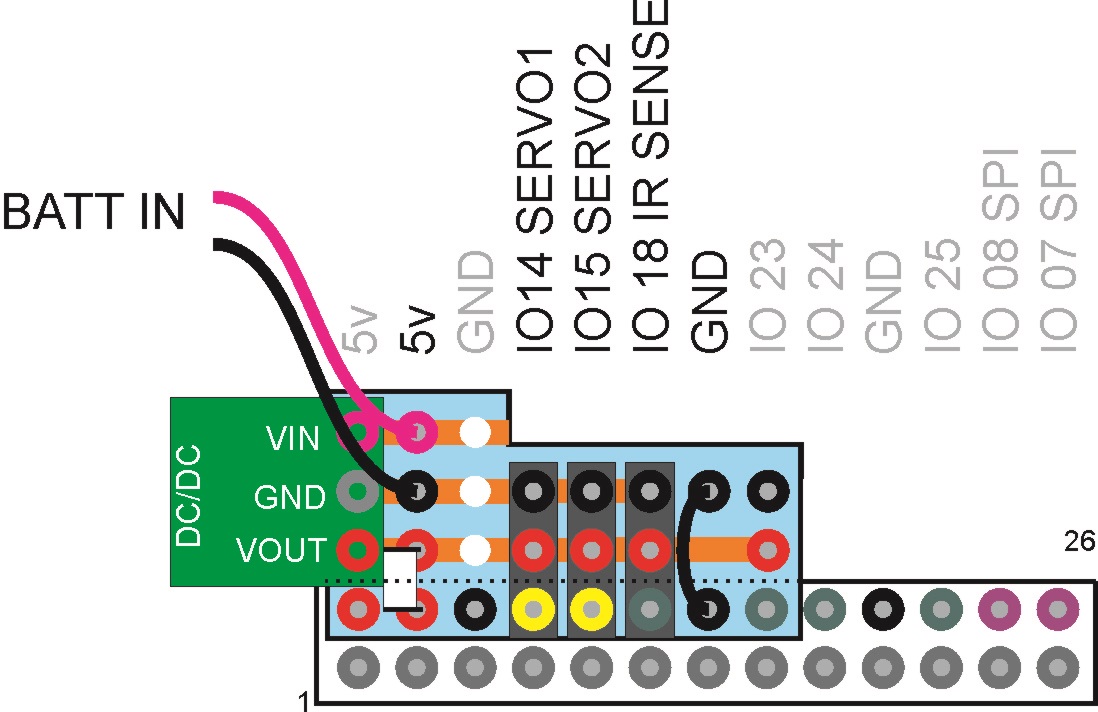 BATT IN
5v
5v
GND
IO14 SERVO1
IO15 SERVO2
IO 18 IR SENSE
GND
IO 23
IO 24
GND
IO 25
IO 08 SPI
IO 07 SPI
DC/DC
VIN
GND
VOUT
26
1